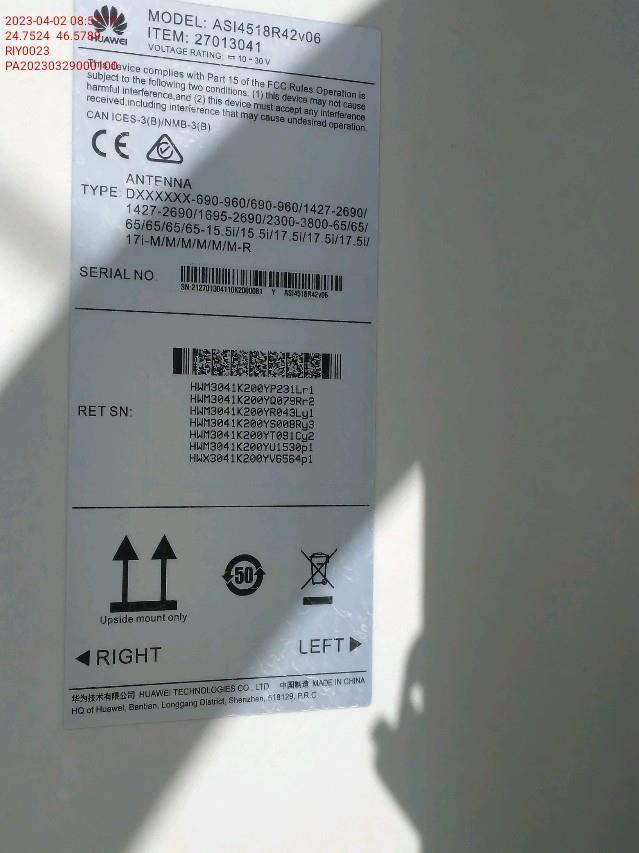 2023-04-02 08:5
24.7524 46.578
RIY0023
PA20230329000100
HUAWEI
MODEL: ASI4518R42v06
ITEM: 27013041
VOLTAGE RATING: ⎓ 10 - 30 V
This device complies with Part 15 of the FCC Rules. Operation is
subject to the following two conditions: (1) this device may not cause
harmful interference,and (2) this device must accept any interference
received,including interference that may cause undesired operation.
CAN ICES-3(B)/NMB-3(B)
CE
ANTENNA
TYPE: DXXXXXX-690-960/690-960/1427-2690/
1427-2690/1695-2690/2300-3800-65/65/
65/65/65/65-15.5i/15.5i/17.5i/17.5i/17.5i/
17i-M/M/M/M/M/M-R
SERIAL NO.
Y ASI4518R42v06
RET SN:
HWM3041K200YP231Lr1
HWM3041K200YQ079Rr2
HWM3041K200YR043Ly1
HWM3041K200YS008Ry3
HWM3041K200YT091Cy2
HWM3041K200YU1530p1
HWX3041K200YV6564p1
50
Upside mount only
◀RIGHT LEFT▶
华为技术有限公司 HUAWEI TECHNOLOGIES CO., LTD. 中国制造 MADE IN CHINA
HQ of Huawei, Bantian, Longgang District, Shenzhen, 518129, P.R.C